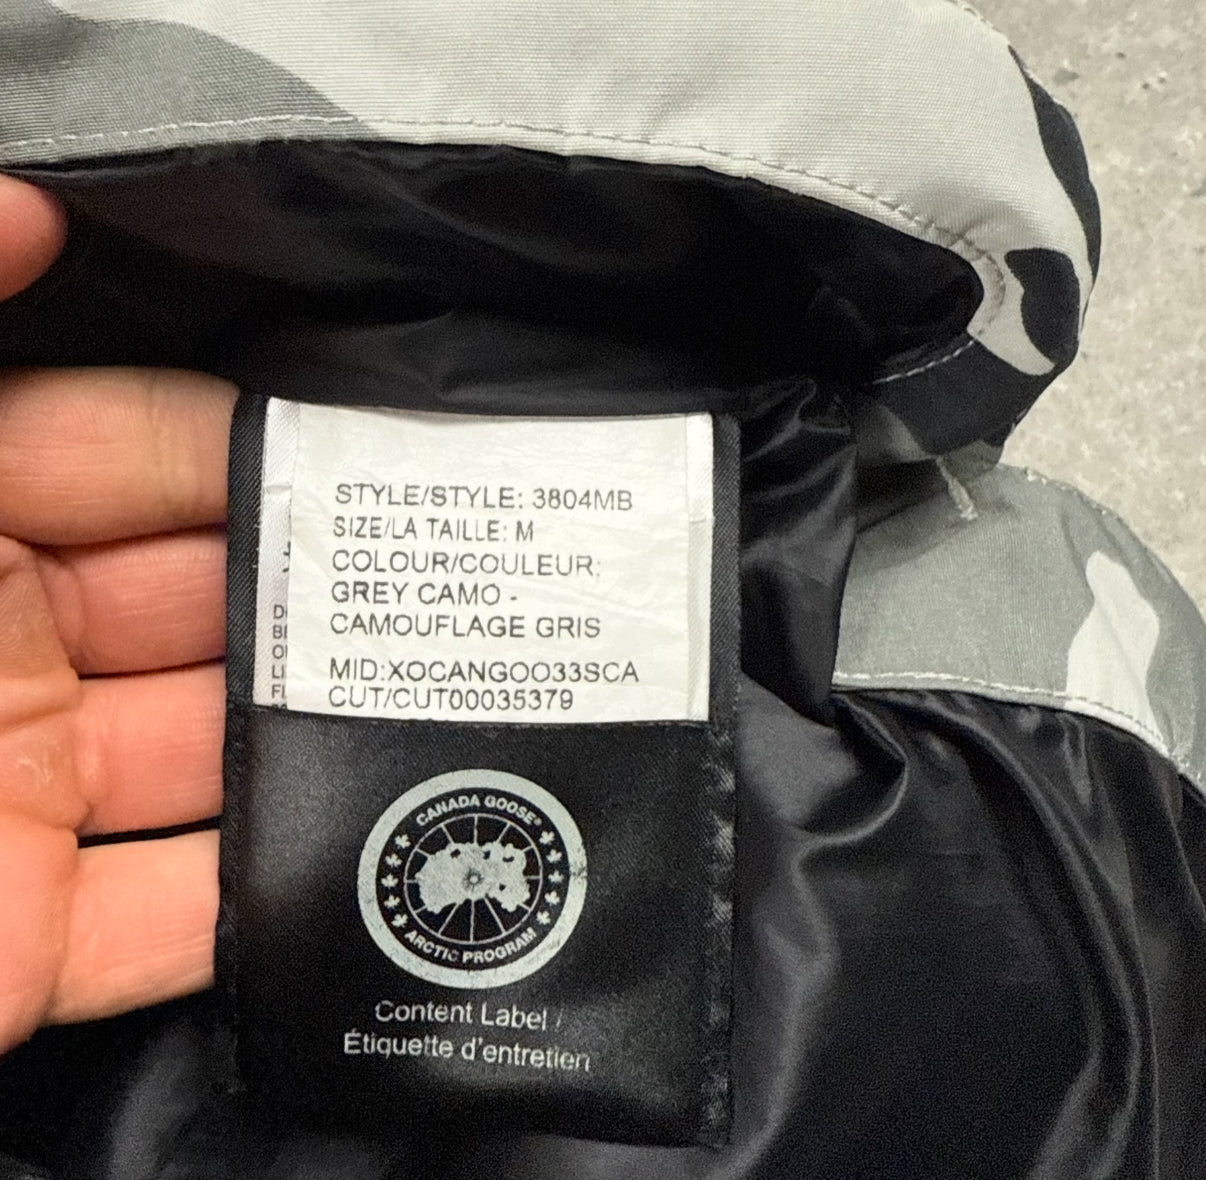 STYLE/STYLE: 3804MB
SIZE/LA TAILLE: M
COLOUR/COULEUR:
GREY CAMO -
CAMOUFLAGE GRIS
MID:XOCANGOO33SCA
CUT/CUT00035379
CANADA GOOSE®
ARCTIC PROGRAM
Content Label /
Étiquette d'entretien